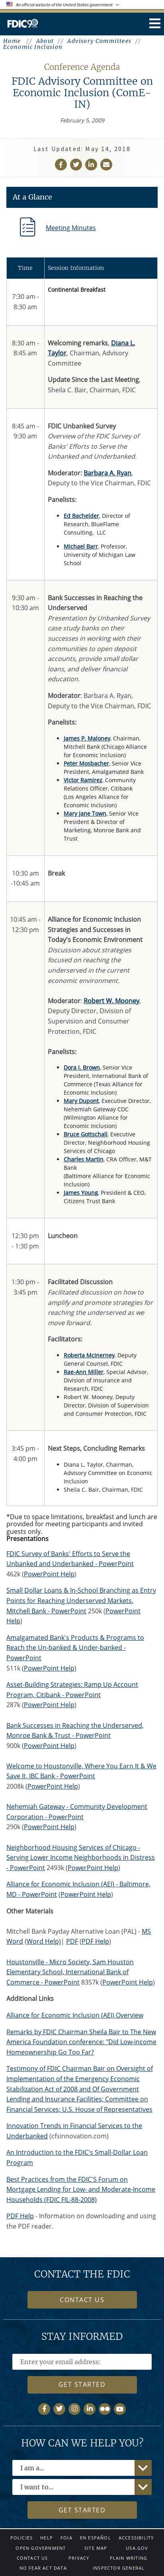 An official website of the United States government
FDIC 90
Home // About // Advisory Committees //
Economic Inclusion
Conference Agenda
FDIC Advisory Committee on
Economic Inclusion (ComE-
IN)
February 5, 2009
Last Updated: May 14, 2018
At a Glance
Meeting Minutes
Time Session Information
7:30 am -
8:30 am
Continental Breakfast
8:30 am -
8:45 am
Welcoming remarks, Diana L.
Taylor, Chairman, Advisory
Committee
Update Since the Last Meeting,
Sheila C. Bair, Chairman, FDIC
8:45 am -
9:30 am
FDIC Unbanked Survey
Overview of the FDIC Survey of
Banks' Efforts to Serve the
Unbanked and Underbanked.
Moderator: Barbara A. Ryan,
Deputy to the Vice Chairman, FDIC
Panelists:
Ed Bachelder, Director of
Research, BlueFlame
Consulting, LLC
Michael Barr, Professor,
University of Michigan Law
School
9:30 am -
10:30 am
Bank Successes in Reaching the
Underserved
Presentation by Unbanked Survey
case study banks on their
successes working in their
communities to open deposit
accounts, provide small dollar
loans, and deliver financial
education.
Moderator: Barbara A. Ryan,
Deputy to the Vice Chairman, FDIC
Panelists:
James P. Maloney, Chairman,
Mitchell Bank (Chicago Alliance
for Economic Inclusion)
Peter Mosbacher, Senior Vice
President, Amalgamated Bank
Victor Ramirez, Community
Relations Officer, Citibank
(Los Angeles Alliance for
Economic Inclusion)
Mary Jane Town, Senior Vice
President & Director of
Marketing, Monroe Bank and
Trust
10:30 am
-10:45 am
Break
10:45 am -
12:30 pm
Alliance for Economic Inclusion
Strategies and Successes in
Today's Economic Environment
Discussion about strategies
focused on reaching the
underserved in the current
economic environment.
Moderator: Robert W. Mooney,
Deputy Director, Division of
Supervision and Consumer
Protection, FDIC
Panelists:
Dora I. Brown, Senior Vice
President, International Bank of
Commerce (Texas Alliance for
Economic Inclusion)
Mary Dupont, Executive Director,
Nehemiah Gateway CDC
(Wilmington Alliance for
Economic Inclusion)
Bruce Gottschall, Executive
Director, Neighborhood Housing
Services of Chicago
Charles Martin, CRA Officer, M&T
Bank
(Baltimore Alliance for Economic
Inclusion)
James Young, President & CEO,
Citizens Trust Bank
12:30 pm
- 1:30 pm
Luncheon
1:30 pm -
3:45 pm
Facilitated Discussion
Facilitated discussion on how to
amplify and promote strategies for
reaching the underserved as we
move forward.
Facilitators:
Roberta McInerney, Deputy
General Counsel, FDIC
Rae-Ann Miller, Special Advisor,
Division of Insurance and
Research, FDIC
Robert W. Mooney, Deputy
Director, Division of Supervision
and Consumer Protection, FDIC
3:45 pm -
4:00 pm
Next Steps, Concluding Remarks
Diana L. Taylor, Chairman,
Advisory Committee on Economic
Inclusion
Sheila C. Bair, Chairman, FDIC
*Due to space limitations, breakfast and lunch are
provided for meeting participants and invited
guests only.
Presentations
FDIC Survey of Banks' Efforts to Serve the
Unbanked and Underbanked - PowerPoint
462k (PowerPoint Help)
Small Dollar Loans & In-School Branching as Entry
Points for Reaching Underserved Markets,
Mitchell Bank - PowerPoint 250k (PowerPoint
Help)
Amalgamated Bank's Products & Programs to
Reach the Un-banked & Under-banked -
PowerPoint
511k (PowerPoint Help)
Asset-Building Strategies: Ramp Up Account
Program, Citibank - PowerPoint
287k (PowerPoint Help)
Bank Successes in Reaching the Underserved,
Monroe Bank & Trust - PowerPoint
900k (PowerPoint Help)
Welcome to Houstonville, Where You Earn It & We
Save It, IBC Bank - PowerPoint
2008k (PowerPoint Help)
Nehemiah Gateway - Community Development
Corporation - PowerPoint
290k (PowerPoint Help)
Neighborhood Housing Services of Chicago -
Serving Lower Income Neighborhoods in Distress
- PowerPoint 2493k (PowerPoint Help)
Alliance for Economic Inclusion (AEI) - Baltimore,
MD - PowerPoint (PowerPoint Help)
Other Materials
Mitchell Bank Payday Alternative Loan (PAL) - MS
Word (Word Help)| PDF (PDF Help)
Houstonville - Micro Society, Sam Houston
Elementary School, International Bank of
Commerce - PowerPoint 8357k (PowerPoint Help)
Additional Links
Alliance for Economic Inclusion (AEI) Overview
Remarks by FDIC Chairman Sheila Bair to The New
America Foundation conference: "Did Low-income
Homeownership Go Too Far?
Testimony of FDIC Chairman Bair on Oversight of
Implementation of the Emergency Economic
Stabilization Act of 2008 and Of Government
Lending and Insurance Facilities; Committee on
Financial Services; U.S. House of Representatives
Innovation Trends in Financial Services to the
Underbanked (cfsinnovation.com)
An Introduction to the FDIC's Small-Dollar Loan
Program
Best Practices from the FDIC'S Forum on
Mortgage Lending for Low- and Moderate-Income
Households (FDIC FIL-88-2008)
PDF Help - Information on downloading and using
the PDF reader.
CONTACT THE FDIC
CONTACT US
STAY INFORMED
Enter your email address:
GET STARTED
HOW CAN WE HELP YOU?
I am a...
I want to...
GET STARTED
POLICIES HELP FOIA EN ESPAÑOL ACCESSIBILITY
OPEN GOVERNMENT SITE MAP USA.GOV
CONTACT US PRIVACY PLAIN WRITING
NO FEAR ACT DATA INSPECTOR GENERAL